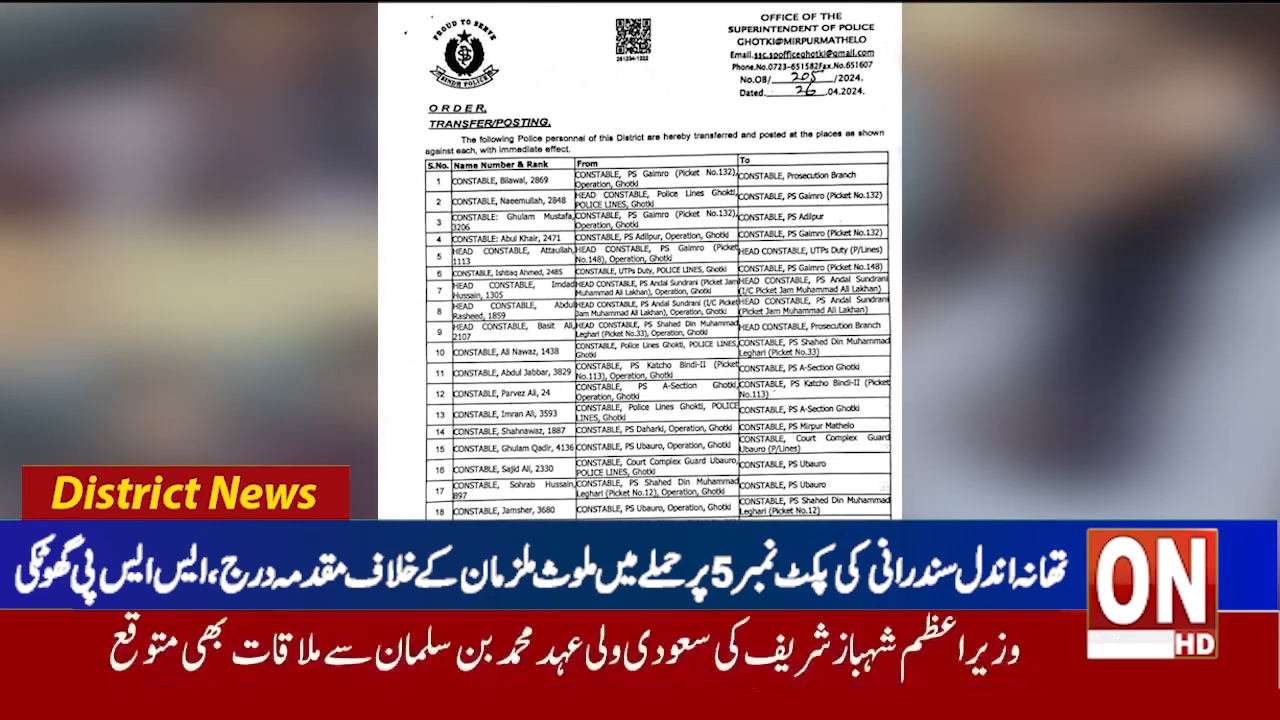 PROUD TO SERVE
SINDH POLICE
261234-1222
OFFICE OF THE
SUPERINTENDENT OF POLICE
GHOTKI@MIRPURMATHELO
Email.ssc.spofficeghotki@gmail.com
Phone.No.0723-651582Fax.No.651607
No.OB/ 205 /2024.
Dated. 26 .04.2024.
ORDER.
TRANSFER/POSTING.
The following Police personnel of this District are hereby transferred and posted at the places as shown
against each, with immediate effect.
S.No. Name Number & Rank From To
1 CONSTABLE, Bilawal, 2869 CONSTABLE, PS Gaimro (Picket No.132), Operation, Ghotki CONSTABLE, Prosecution Branch
2 CONSTABLE, Naeemullah, 2848 HEAD CONSTABLE, Police Lines Ghokti, POLICE LINES, Ghotki CONSTABLE, PS Gaimro (Picket No.132)
3 CONSTABLE: Ghulam Mustafa, 3206 CONSTABLE, PS Gaimro (Picket No.132), Operation, Ghotki CONSTABLE, PS Adilpur
4 CONSTABLE: Abul Khair, 2471 CONSTABLE, PS Adilpur, Operation, Ghotki CONSTABLE, PS Gaimro (Picket No.132)
5 HEAD CONSTABLE, Attaullah, 1113 HEAD CONSTABLE, PS Gaimro (Picket No.148), Operation, Ghotki HEAD CONSTABLE, UTPs Duty (P/Lines)
6 CONSTABLE, Ishtiaq Ahmed, 2485 CONSTABLE, UTPs Duty, POLICE LINES, Ghotki CONSTABLE, PS Gaimro (Picket No.148)
7 HEAD CONSTABLE, Imdad Hussain, 1305 HEAD CONSTABLE, PS Andal Sundrani (Picket Jam Muhammad Ali Lakhan), Operation, Ghotki HEAD CONSTABLE, PS Andal Sundrani (I/C Picket Jam Muhammad Ali Lakhan)
8 HEAD CONSTABLE, Abdul Rasheed, 1859 HEAD CONSTABLE, PS Andal Sundrani (I/C Picket Jam Muhammad Ali Lakhan), Operation, Ghotki HEAD CONSTABLE, PS Andal Sundrani (Picket Jam Muhammad Ali Lakhan)
9 HEAD CONSTABLE, Basit Ali, 2107 HEAD CONSTABLE, PS Shahed Din Muhammad Leghari (Picket No.33), Operation, Ghotki HEAD CONSTABLE, Prosecution Branch
10 CONSTABLE, Ali Nawaz, 1438 CONSTABLE, Police Lines Ghotki, POLICE LINES, Ghotki CONSTABLE, PS Shahed Din Muhammad Leghari (Picket No.33)
11 CONSTABLE, Abdul Jabbar, 3829 CONSTABLE, PS Katcho Bindi-II (Picket No.113), Operation, Ghotki CONSTABLE, PS A-Section Ghotki
12 CONSTABLE, Parvez Ali, 24 CONSTABLE, PS A-Section Ghotki, Operation, Ghotki CONSTABLE, PS Katcho Bindi-II (Picket No.113)
13 CONSTABLE, Imran Ali, 3593 CONSTABLE, Police Lines Ghokti, POLICE LINES, Ghotki CONSTABLE, PS A-Section Ghotki
14 CONSTABLE, Shahnawaz, 1887 CONSTABLE, PS Daharki, Operation, Ghotki CONSTABLE, PS Mirpur Mathelo
15 CONSTABLE, Ghulam Qadir, 4136 CONSTABLE, PS Ubauro, Operation, Ghotki CONSTABLE, Court Complex Guard Ubauro (P/Lines)
16 CONSTABLE, Sajid Ali, 2330 CONSTABLE, Court Complex Guard Ubauro, POLICE LINES, Ghotki CONSTABLE, PS Ubauro
17 CONSTABLE, Sohrab Hussain, 897 CONSTABLE, PS Shahed Din Muhammad Leghari (Picket No.12), Operation, Ghotki CONSTABLE, PS Ubauro
18 CONSTABLE, Jamsher, 3680 CONSTABLE, PS Ubauro, Operation, Ghotki CONSTABLE, PS Shahed Din Muhammad Leghari (Picket No.12)
District News
تھانہ اندل سندرانی کی پکٹ نمبر 5 پر حملے میں ملوث ملزمان کے خلاف مقدمہ درج، ایس ایس پی گھوٹکی
ON
HD
وزیراعظم شہباز شریف کی سعودی ولی عہد محمد بن سلمان سے ملاقات بھی متوقع